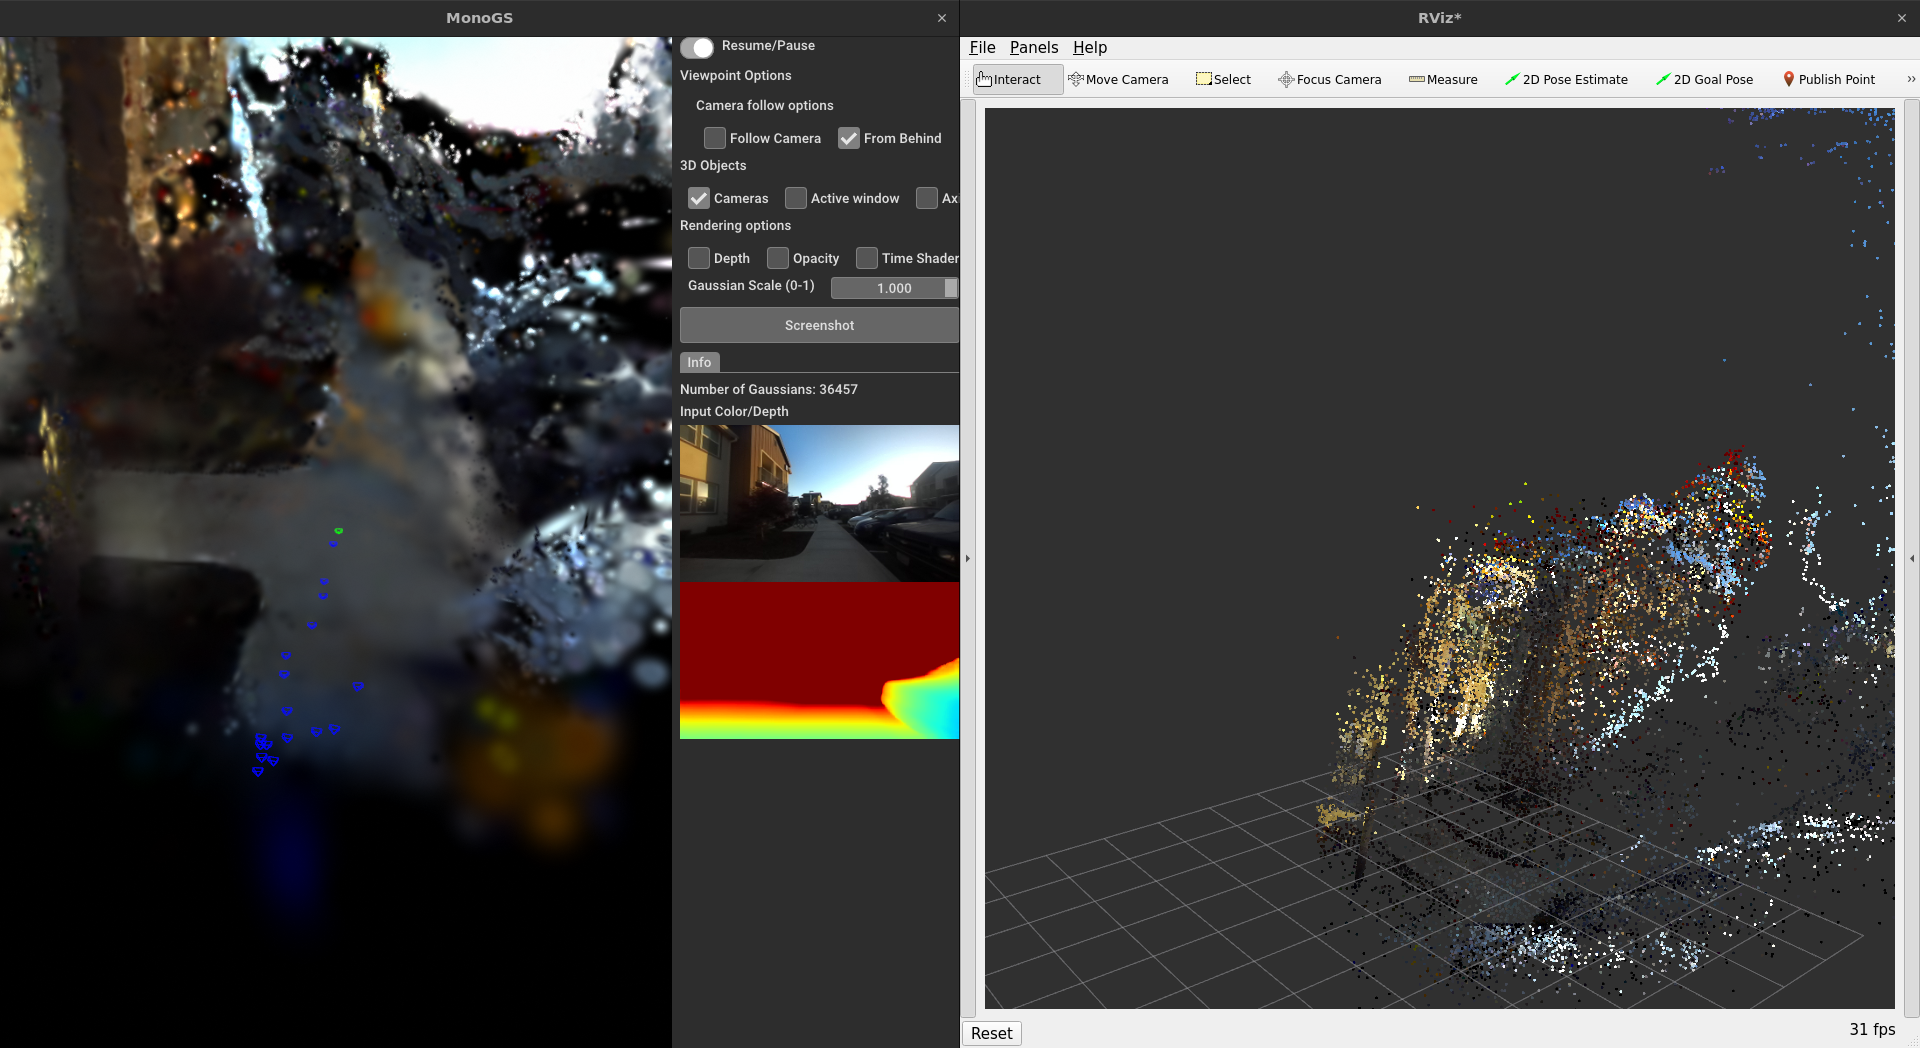 MonoGS
Resume/Pause
Viewpoint Options
Camera follow options
Follow Camera
From Behind
3D Objects
Cameras
Active window
Rendering options
Depth
Opacity
Time Shader
Gaussian Scale (0-1)
1.000
Screenshot
Info
Number of Gaussians: 36457
Input Color/Depth
RViz*
File Panels Help
Interact
Move Camera
Select
Focus Camera
Measure
2D Pose Estimate
2D Goal Pose
Publish Point
Reset
31 fps